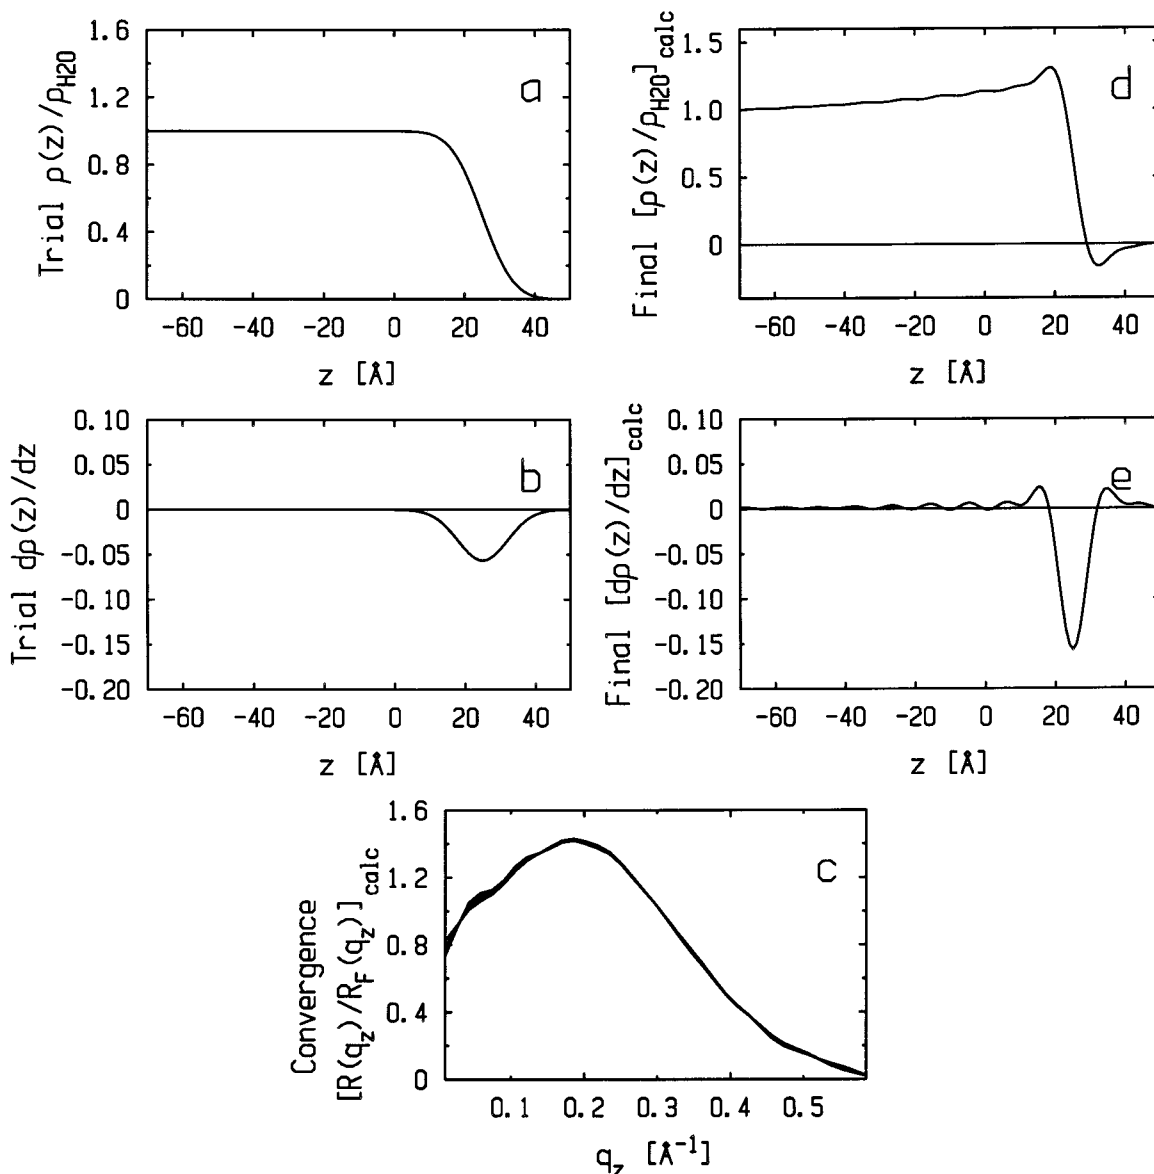 Trial ρ(z)/ρH2O
1.6
1.2
0.8
0.4
0
a
-60 -40 -20 0 20 40
z [Å]
Final [ρ(z)/ρH2O]calc
1.5
1.0
0.5
0
d
-60 -40 -20 0 20 40
z [Å]
Trial dρ(z)/dz
0.10
0.05
0
-0.05
-0.10
-0.15
-0.20
b
-60 -40 -20 0 20 40
z [Å]
Final [dρ(z)/dz]calc
0.10
0.05
0
-0.05
-0.10
-0.15
-0.20
e
-60 -40 -20 0 20 40
z [Å]
Convergence
[R(qz)/RF(qz)]calc
1.6
1.2
0.8
0.4
0
c
0.1 0.2 0.3 0.4 0.5
qz [Å-1]